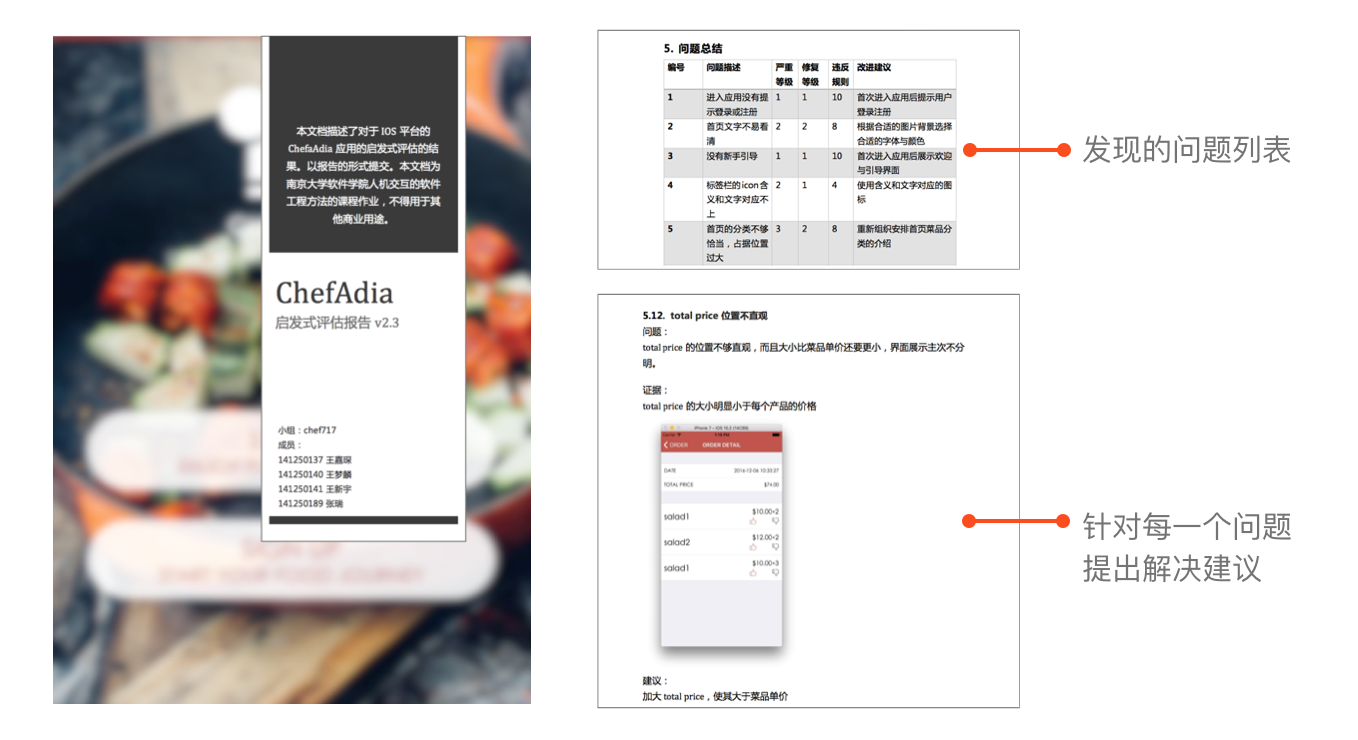 本文档描述了对于 IOS 平台的
ChefaAdia 应用的启发式评估的结
果。以报告的形式提交。本文档为
南京大学软件学院人机交互的软件
工程方法的课程作业，不得用于其
他商业用途。
ChefAdia
启发式评估报告 v2.3
小组：chef717
成员：
141250137 王嘉琛
141250140 王梦麟
141250141 王新宇
141250189 张瑞
SIGN UP
START YOUR FOOD JOURNEY
5. 问题总结
编号 问题描述 严重等级 修复等级 违反规则 改进建议
1 进入应用没有提示登录或注册 1 1 10 首次进入应用后提示用户登录注册
2 首页文字不易看清 2 2 8 根据合适的图片背景选择合适的字体与颜色
3 没有新手引导 1 1 10 首次进入应用后展示欢迎与引导界面
4 标签栏的icon含义和文字对应不上 2 1 4 使用含义和文字对应的图标
5 首页的分类不够恰当，占据位置过大 3 2 8 重新组织安排首页菜品分类的介绍
发现的问题列表
5.12. total price 位置不直观
问题：
total price 的位置不够直观，而且大小比菜品单价还要更小，界面展示主次不分
明。
证据：
total price 的大小明显小于每个产品的价格
ORDER ORDER DETAIL
DATE 2016-12-06 10:33:27
TOTAL PRICE $74.00
salad1 $10.00×2
salad2 $12.00×2
salad1 $10.00×3
建议：
加大 total price，使其大于菜品单价
针对每一个问题
提出解决建议